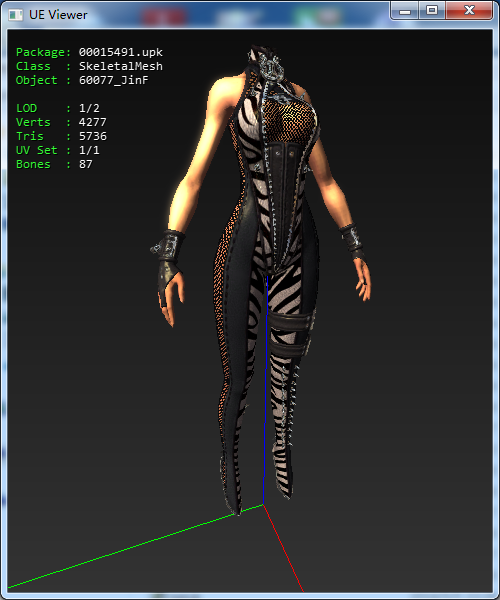 UE Viewer
Package: 00015491.upk
Class  : SkeletalMesh
Object : 60077_JinF
LOD    : 1/2
Verts  : 4277
Tris   : 5736
UV Set : 1/1
Bones  : 87